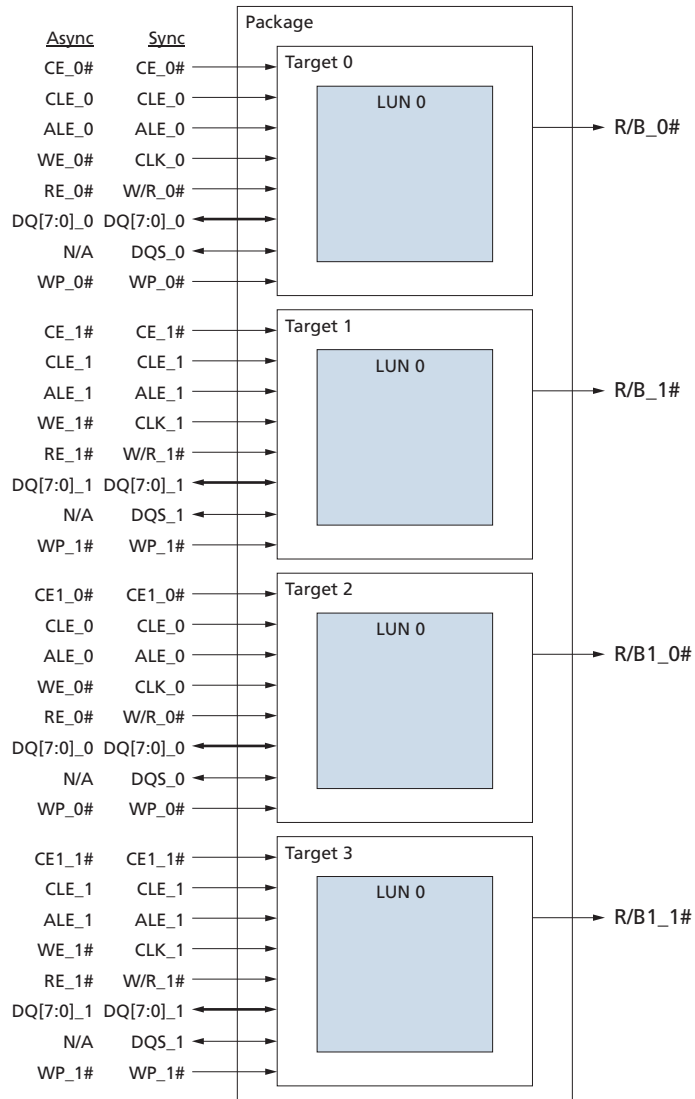 Package
Async Sync
Target 0
CE_0# CE_0#
LUN 0
CLE_0 CLE_0
ALE_0 ALE_0
R/B_0#
WE_0# CLK_0
RE_0# W/R_0#
DQ[7:0]_0 DQ[7:0]_0
N/A DQS_0
WP_0# WP_0#
Target 1
CE_1# CE_1#
LUN 0
CLE_1 CLE_1
ALE_1 ALE_1
R/B_1#
WE_1# CLK_1
RE_1# W/R_1#
DQ[7:0]_1 DQ[7:0]_1
N/A DQS_1
WP_1# WP_1#
Target 2
CE1_0# CE1_0#
LUN 0
CLE_0 CLE_0
ALE_0 ALE_0
R/B1_0#
WE_0# CLK_0
RE_0# W/R_0#
DQ[7:0]_0 DQ[7:0]_0
N/A DQS_0
WP_0# WP_0#
Target 3
CE1_1# CE1_1#
LUN 0
CLE_1 CLE_1
ALE_1 ALE_1
R/B1_1#
WE_1# CLK_1
RE_1# W/R_1#
DQ[7:0]_1 DQ[7:0]_1
N/A DQS_1
WP_1# WP_1#